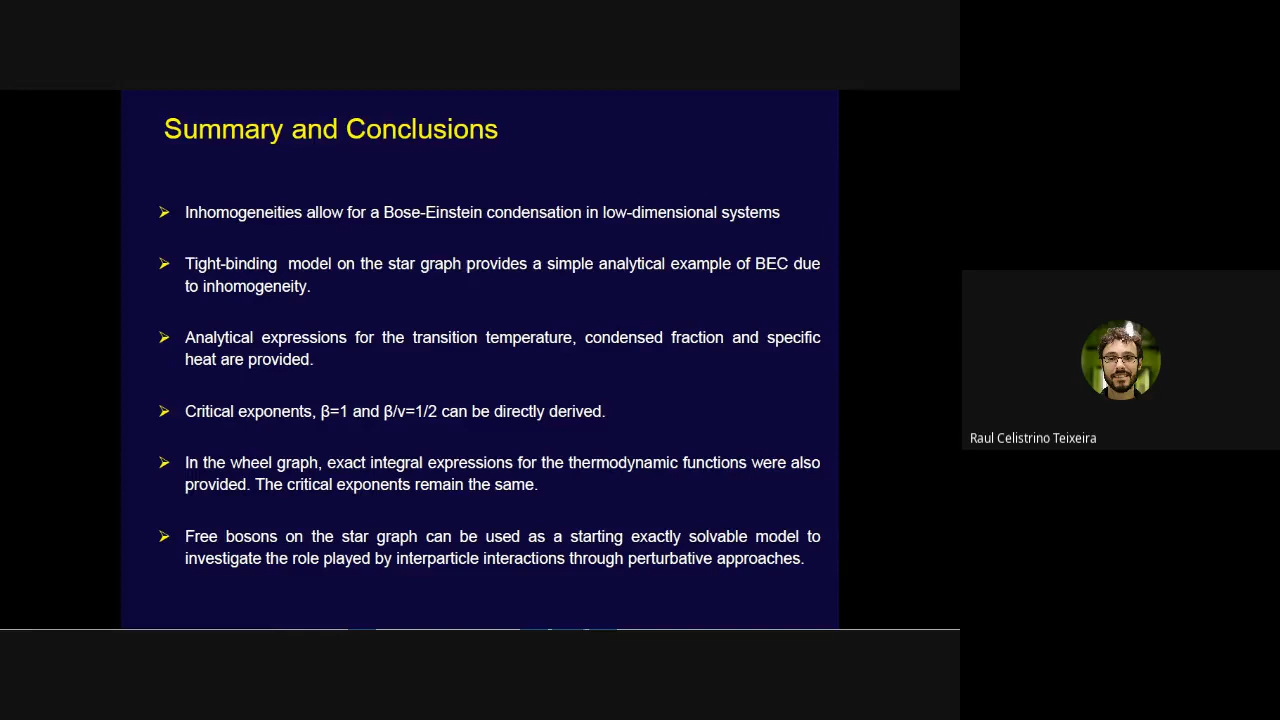 Summary and Conclusions
Inhomogeneities allow for a Bose-Einstein condensation in low-dimensional systems
Tight-binding model on the star graph provides a simple analytical example of BEC due
to inhomogeneity.
Analytical expressions for the transition temperature, condensed fraction and specific
heat are provided.
Critical exponents, β=1 and β/ν=1/2 can be directly derived.
In the wheel graph, exact integral expressions for the thermodynamic functions were also
provided. The critical exponents remain the same.
Free bosons on the star graph can be used as a starting exactly solvable model to
investigate the role played by interparticle interactions through perturbative approaches.
Raul Celistrino Teixeira